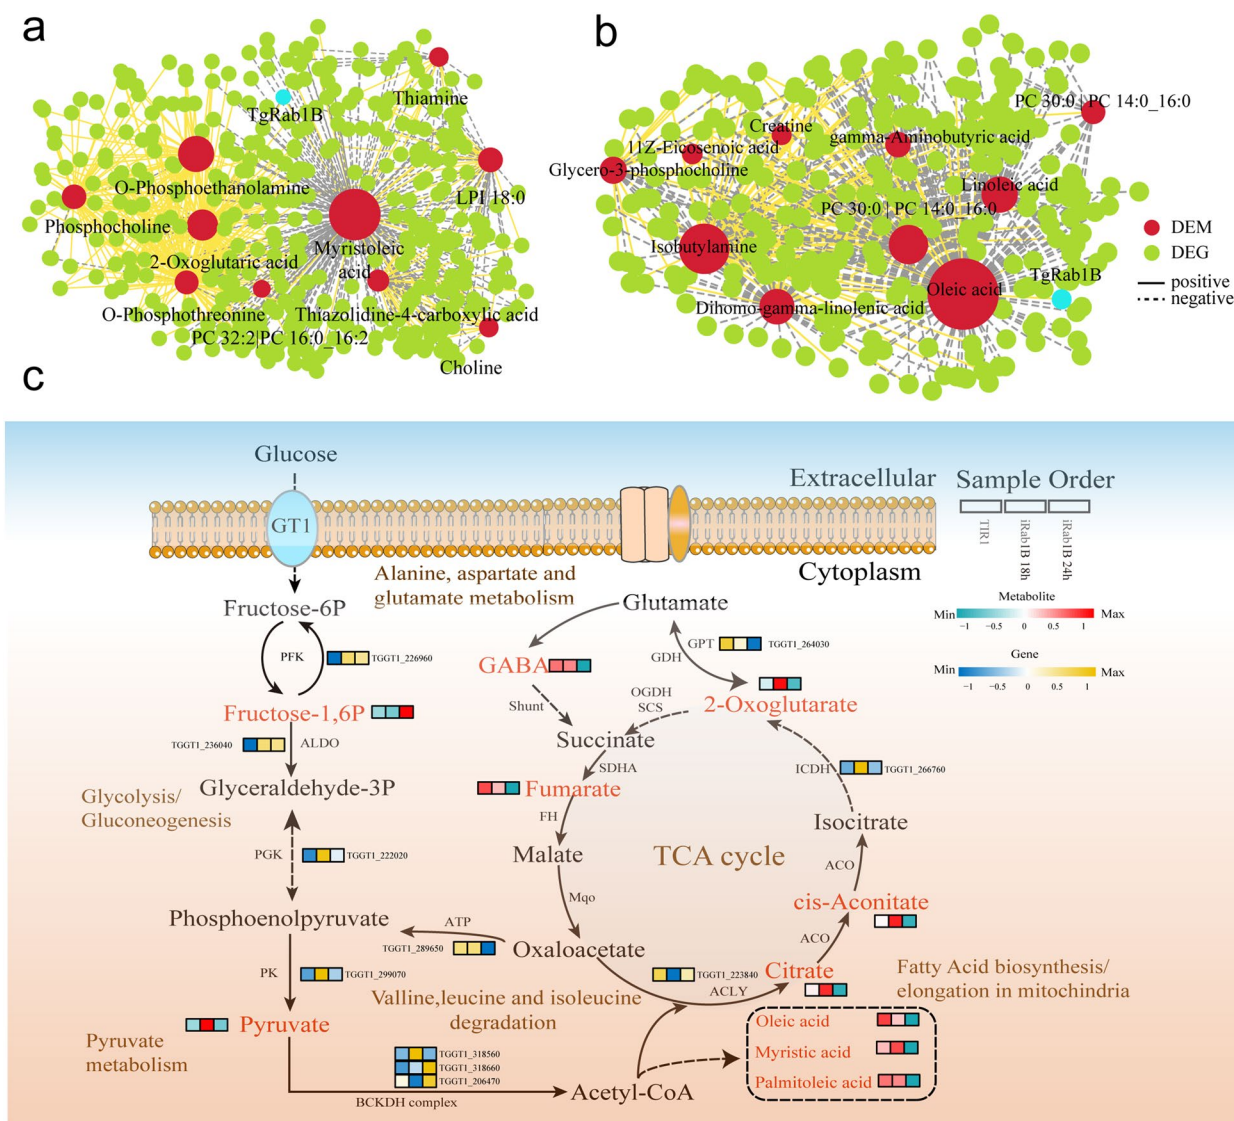 a
TgRab1B
Thiamine
O-Phosphoethanolamine
LPI 18:0
Phosphocholine
Myristoleic
acid
2-Oxoglutaric acid
O-Phosphothreonine
Thiazolidine-4-carboxylic acid
PC 32:2|PC 16:0_16:2
Choline
b
PC 30:0 | PC 14:0_16:0
Creatine
gamma-Aminobutyric acid
11Z-Eicosenoic acid
Glycero-3-phosphocholine
Linoleic acid
PC 30:0 | PC 14:0_16:0
Isobutylamine
TgRab1B
Oleic acid
Dihomo-gamma-linolenic acid
DEM
DEG
positive
negative
c
Glucose
Extracellular
Sample Order
GT1
TIR1
iRab1B 18h
iRab1B 24h
Cytoplasm
Alanine, aspartate and
glutamate metabolism
Metabolite
Min
Max
−1 −0.5 0 0.5 1
Gene
Min
Max
−1 −0.5 0 0.5 1
Fructose-6P
Glutamate
PFK
TGGT1_226960
GPT
TGGT1_264030
GDH
GABA
Shunt
OGDH
SCS
2-Oxoglutarate
Fructose-1,6P
TGGT1_236040
ALDO
Succinate
SDHA
ICDH
TGGT1_266760
Glyceraldehyde-3P
Fumarate
Glycolysis/
Gluconeogenesis
FH
Isocitrate
PGK
TGGT1_222020
Malate
TCA cycle
ACO
Mqo
cis-Aconitate
Phosphoenolpyruvate
ATP
TGGT1_289650
Oxaloacetate
ACO
PK
TGGT1_299070
TGGT1_223840
ACLY
Citrate
Fatty Acid biosynthesis/
elongation in mitochindria
Valline,leucine and isoleucine
degradation
Pyruvate
Pyruvate
metabolism
Oleic acid
Myristic acid
Palmitoleic acid
TGGT1_318560
TGGT1_318660
TGGT1_206470
BCKDH complex
Acetyl-CoA